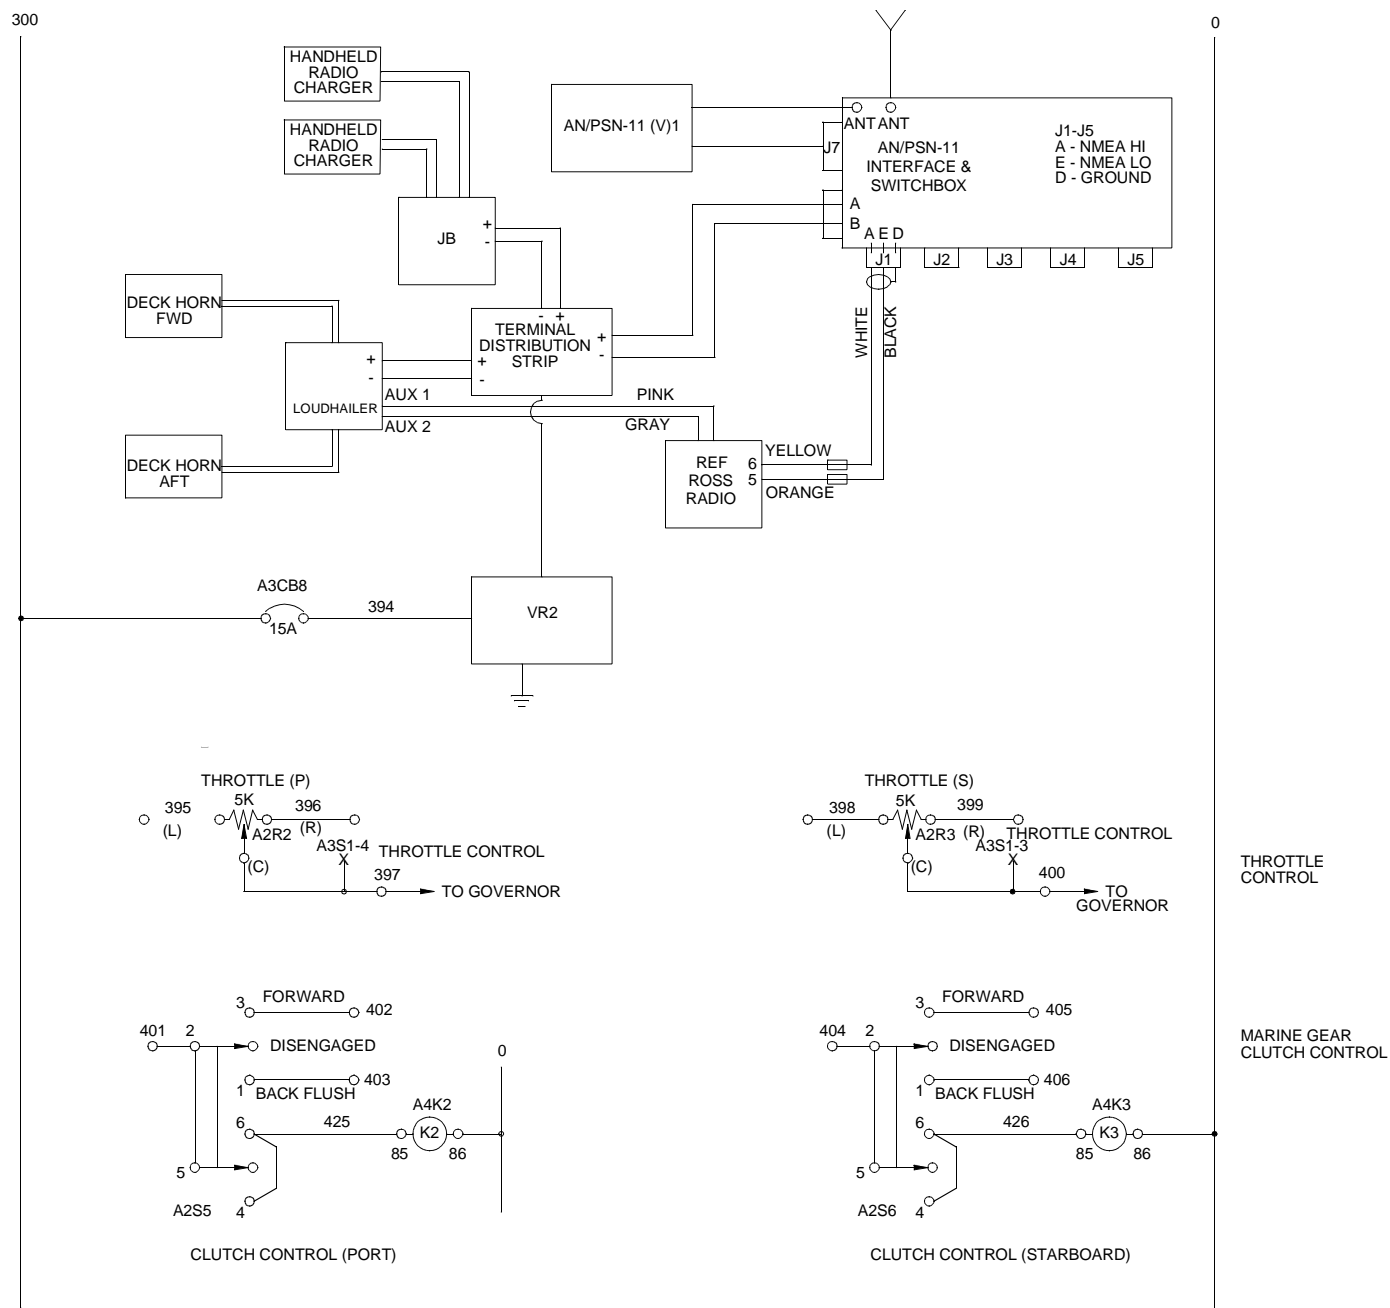 300
0
HANDHELD
RADIO
CHARGER
HANDHELD
RADIO
CHARGER
AN/PSN-11 (V)1
ANT ANT
J7
AN/PSN-11
INTERFACE &
SWITCHBOX
J1-J5
A - NMEA HI
E - NMEA LO
D - GROUND
A
B
A E D
J1
J2
J3
J4
J5
JB
+
-
DECK HORN
FWD
- +
TERMINAL
DISTRIBUTION
STRIP
+
-
+
-
+
-
LOUDHAILER
AUX 1
AUX 2
PINK
GRAY
WHITE
BLACK
DECK HORN
AFT
REF
ROSS
RADIO
6
5
YELLOW
ORANGE
A3CB8
15A
394
VR2
THROTTLE (P)
395
(L)
5K
396
(R)
A2R2
A3S1-4
X
(C)
THROTTLE CONTROL
397
TO GOVERNOR
THROTTLE (S)
398
(L)
5K
399
(R)
A2R3
THROTTLE CONTROL
A3S1-3
X
(C)
400
TO
GOVERNOR
THROTTLE
CONTROL
3
FORWARD
402
401
2
DISENGAGED
1
403
BACK FLUSH
0
6
425
A4K2
K2
85
86
5
A2S5
4
CLUTCH CONTROL (PORT)
3
FORWARD
405
404
2
DISENGAGED
1
406
BACK FLUSH
6
426
A4K3
K3
85
86
5
A2S6
4
CLUTCH CONTROL (STARBOARD)
MARINE GEAR
CLUTCH CONTROL